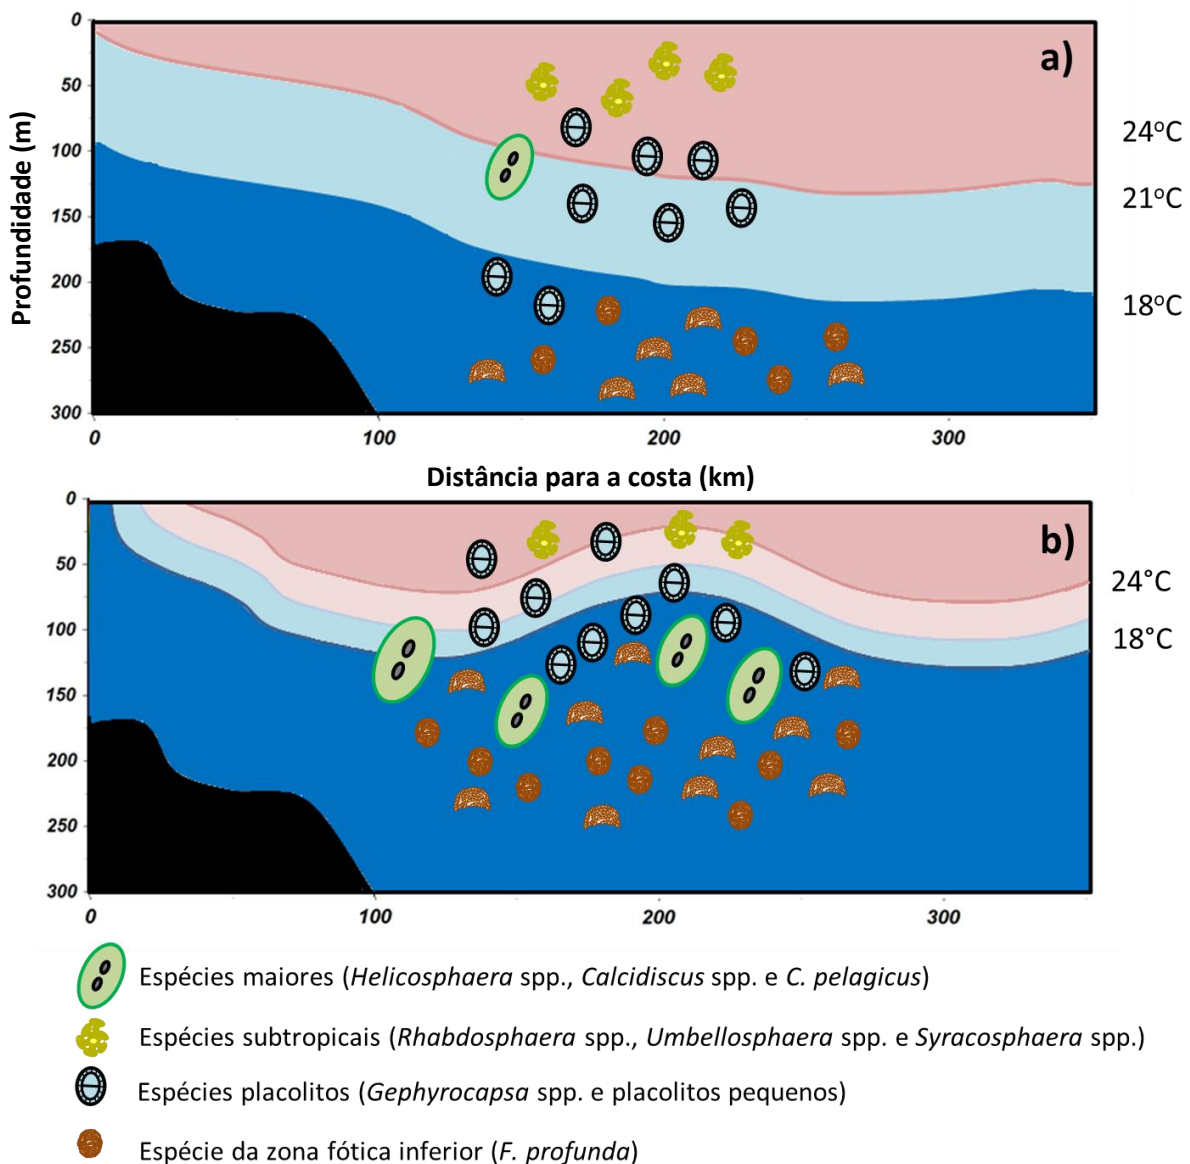 a)
Profundidade (m)
0
50
100
150
200
250
300
24°C
21°C
18°C
0 100 200 300
Distância para a costa (km)
b)
0
50
100
150
200
250
300
24°C
18°C
0 100 200 300
Espécies maiores (Helicosphaera spp., Calcidiscus spp. e C. pelagicus)
Espécies subtropicais (Rhabdosphaera spp., Umbellosphaera spp. e Syracosphaera spp.)
Espécies placolitos (Gephyrocapsa spp. e placolitos pequenos)
Espécie da zona fótica inferior (F. profunda)